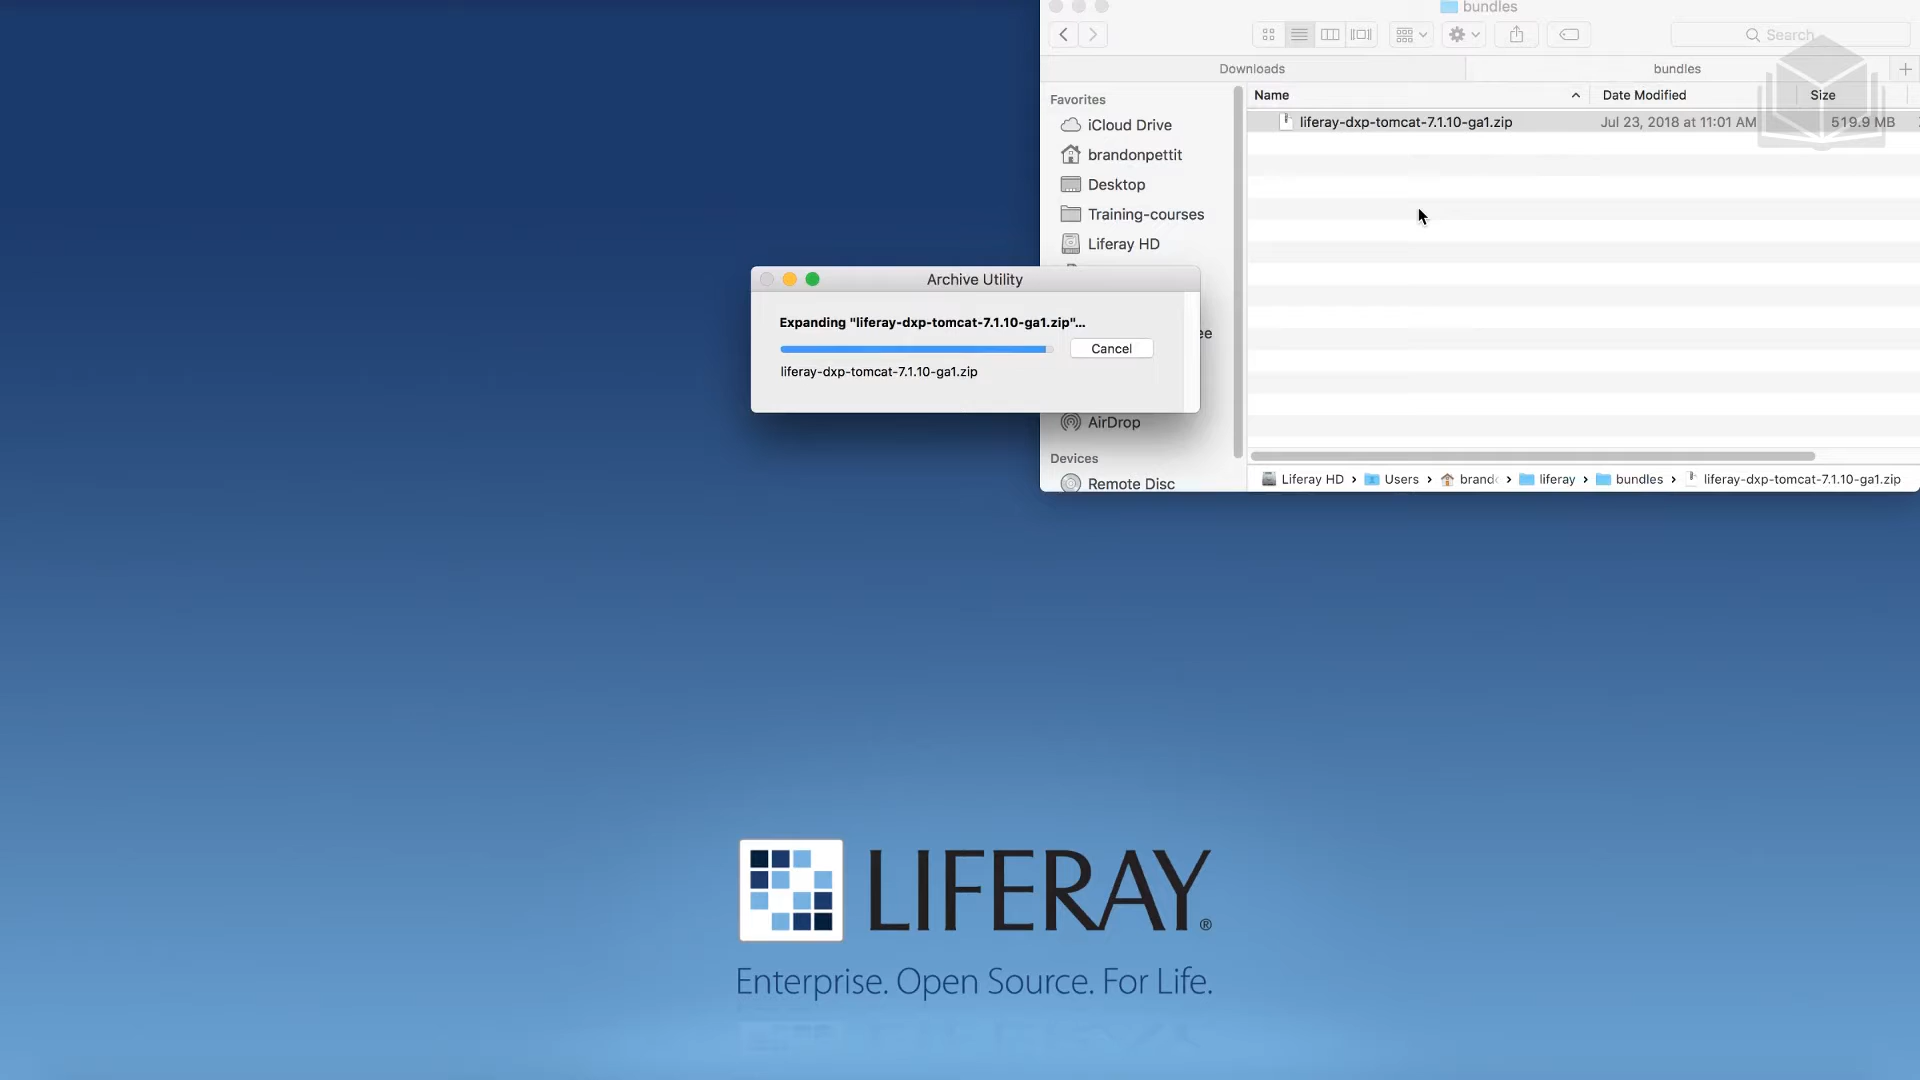 bundles
Search
Downloads
bundles
Favorites
iCloud Drive
brandonpettit
Desktop
Training-courses
Liferay HD
ee
AirDrop
Devices
Remote Disc
Name
Date Modified
Size
liferay-dxp-tomcat-7.1.10-ga1.zip
Jul 23, 2018 at 11:01 AM
519.9 MB
Liferay HD
Users
brand
liferay
bundles
liferay-dxp-tomcat-7.1.10-ga1.zip
Archive Utility
Expanding "liferay-dxp-tomcat-7.1.10-ga1.zip"...
Cancel
liferay-dxp-tomcat-7.1.10-ga1.zip
LIFERAY®
Enterprise. Open Source. For Life.